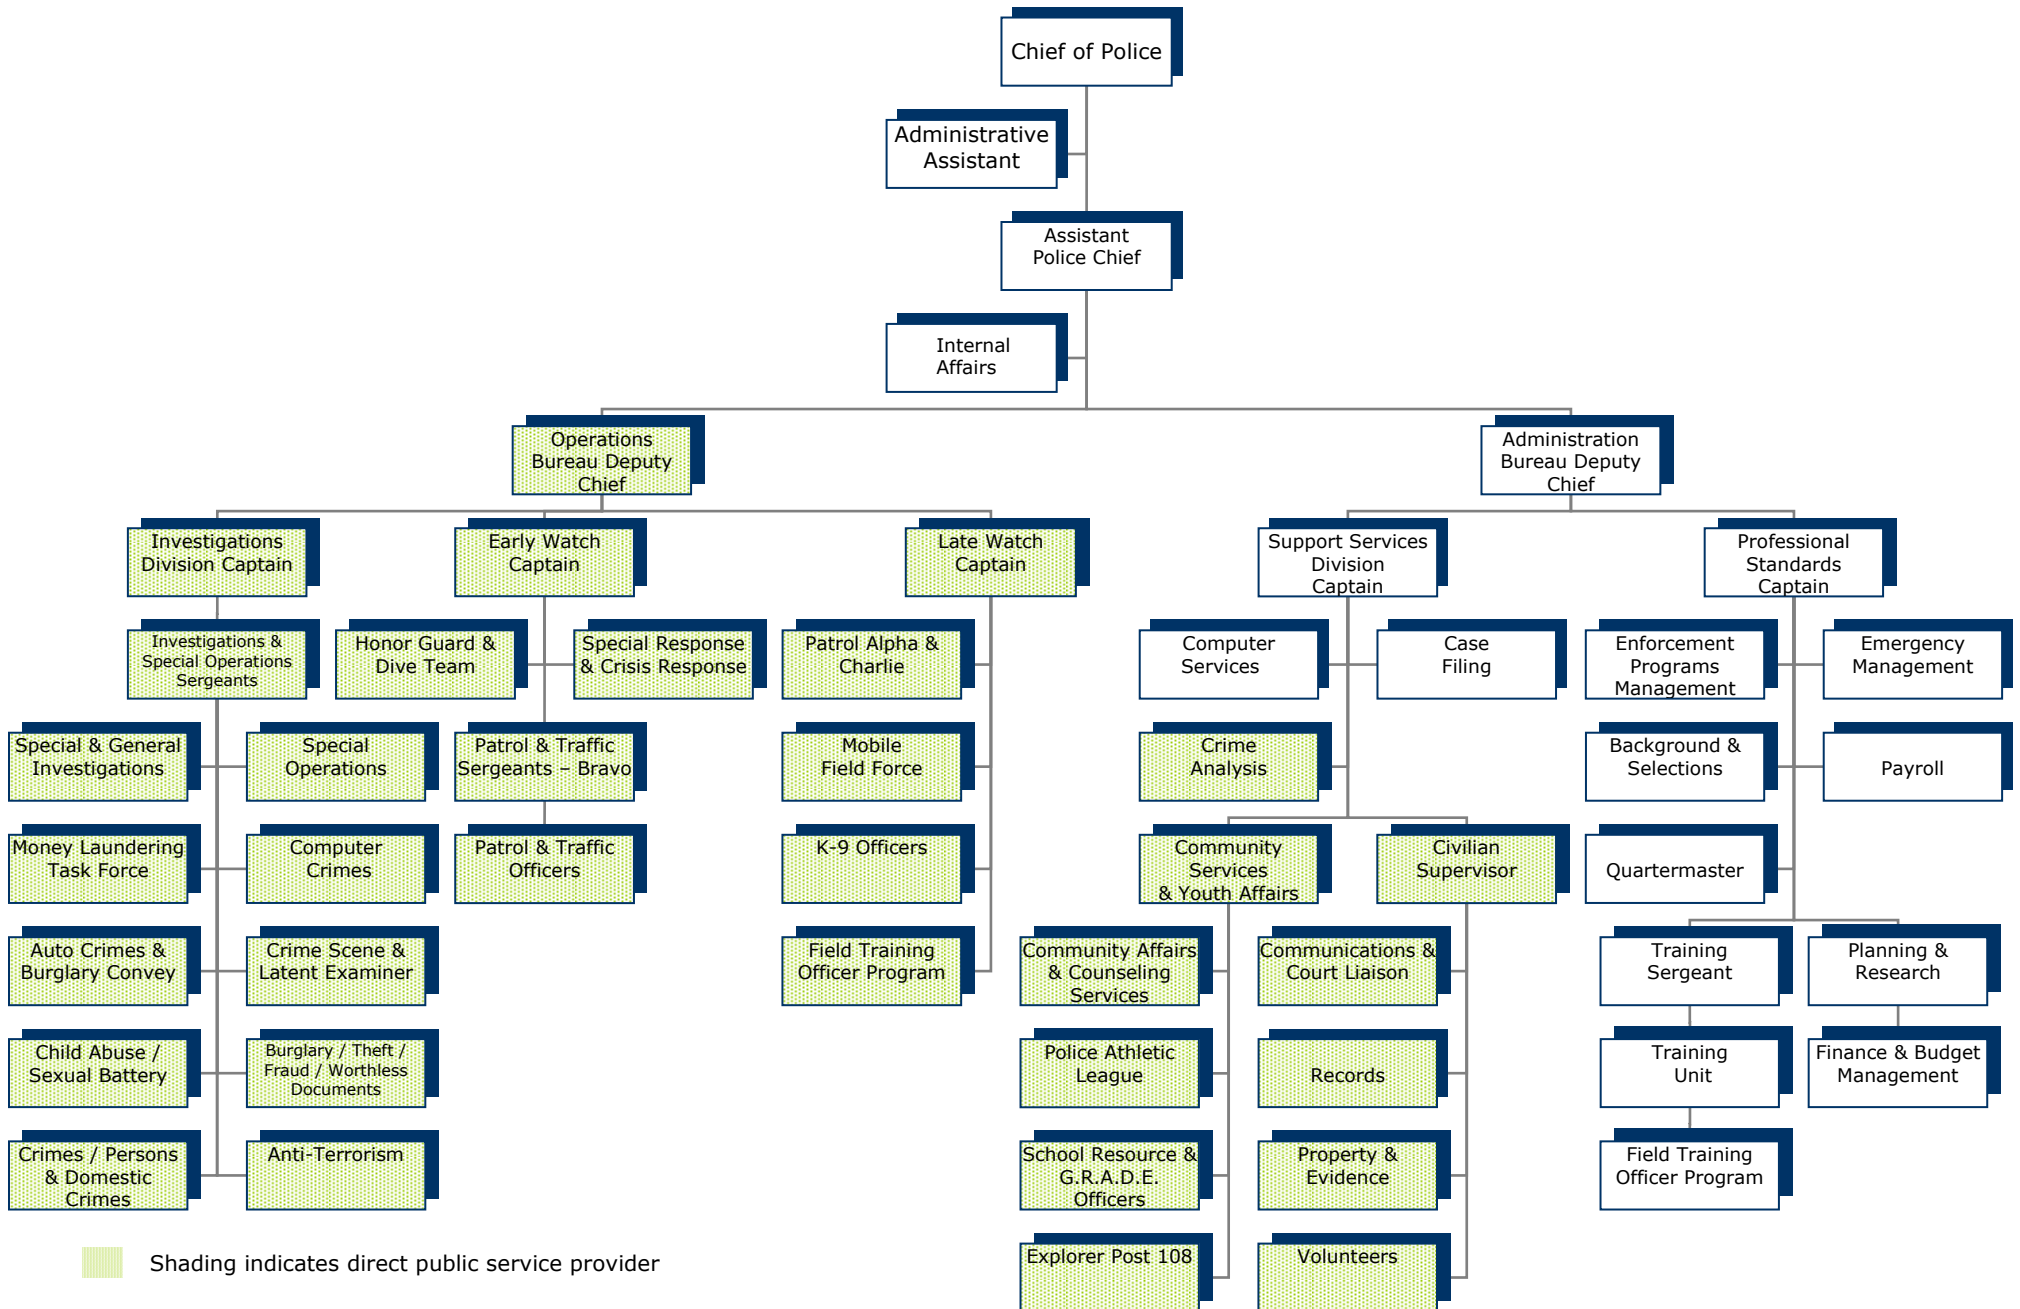 Chief of Police
Administrative
Assistant
Assistant
Police Chief
Internal
Affairs
Operations
Bureau Deputy
Chief
Administration
Bureau Deputy
Chief
Investigations
Division Captain
Early Watch
Captain
Late Watch
Captain
Support Services
Division
Captain
Professional
Standards
Captain
Investigations &
Special Operations
Sergeants
Honor Guard &
Dive Team
Special Response
& Crisis Response
Patrol Alpha &
Charlie
Computer
Services
Case
Filing
Enforcement
Programs
Management
Emergency
Management
Special & General
Investigations
Special
Operations
Patrol & Traffic
Sergeants – Bravo
Mobile
Field Force
Crime
Analysis
Background &
Selections
Payroll
Money Laundering
Task Force
Computer
Crimes
Patrol & Traffic
Officers
K-9 Officers
Community
Services
& Youth Affairs
Civilian
Supervisor
Quartermaster
Auto Crimes &
Burglary Convey
Crime Scene &
Latent Examiner
Field Training
Officer Program
Community Affairs
& Counseling
Services
Communications &
Court Liaison
Training
Sergeant
Planning &
Research
Child Abuse /
Sexual Battery
Burglary / Theft /
Fraud / Worthless
Documents
Police Athletic
League
Records
Training
Unit
Finance & Budget
Management
Crimes / Persons
& Domestic
Crimes
Anti-Terrorism
School Resource &
G.R.A.D.E.
Officers
Property &
Evidence
Field Training
Officer Program
Explorer Post 108
Volunteers
Shading indicates direct public service provider